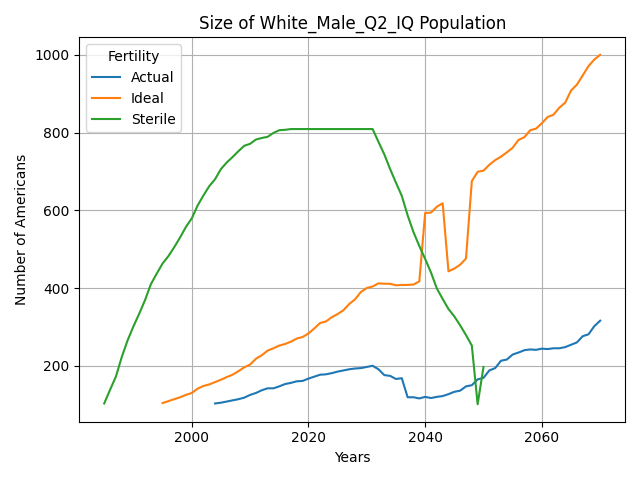 Size of White_Male_Q2_IQ Population
Fertility
Actual
Ideal
Sterile
Number of Americans
1000
800
600
400
200
2000
2020
2040
2060
Years